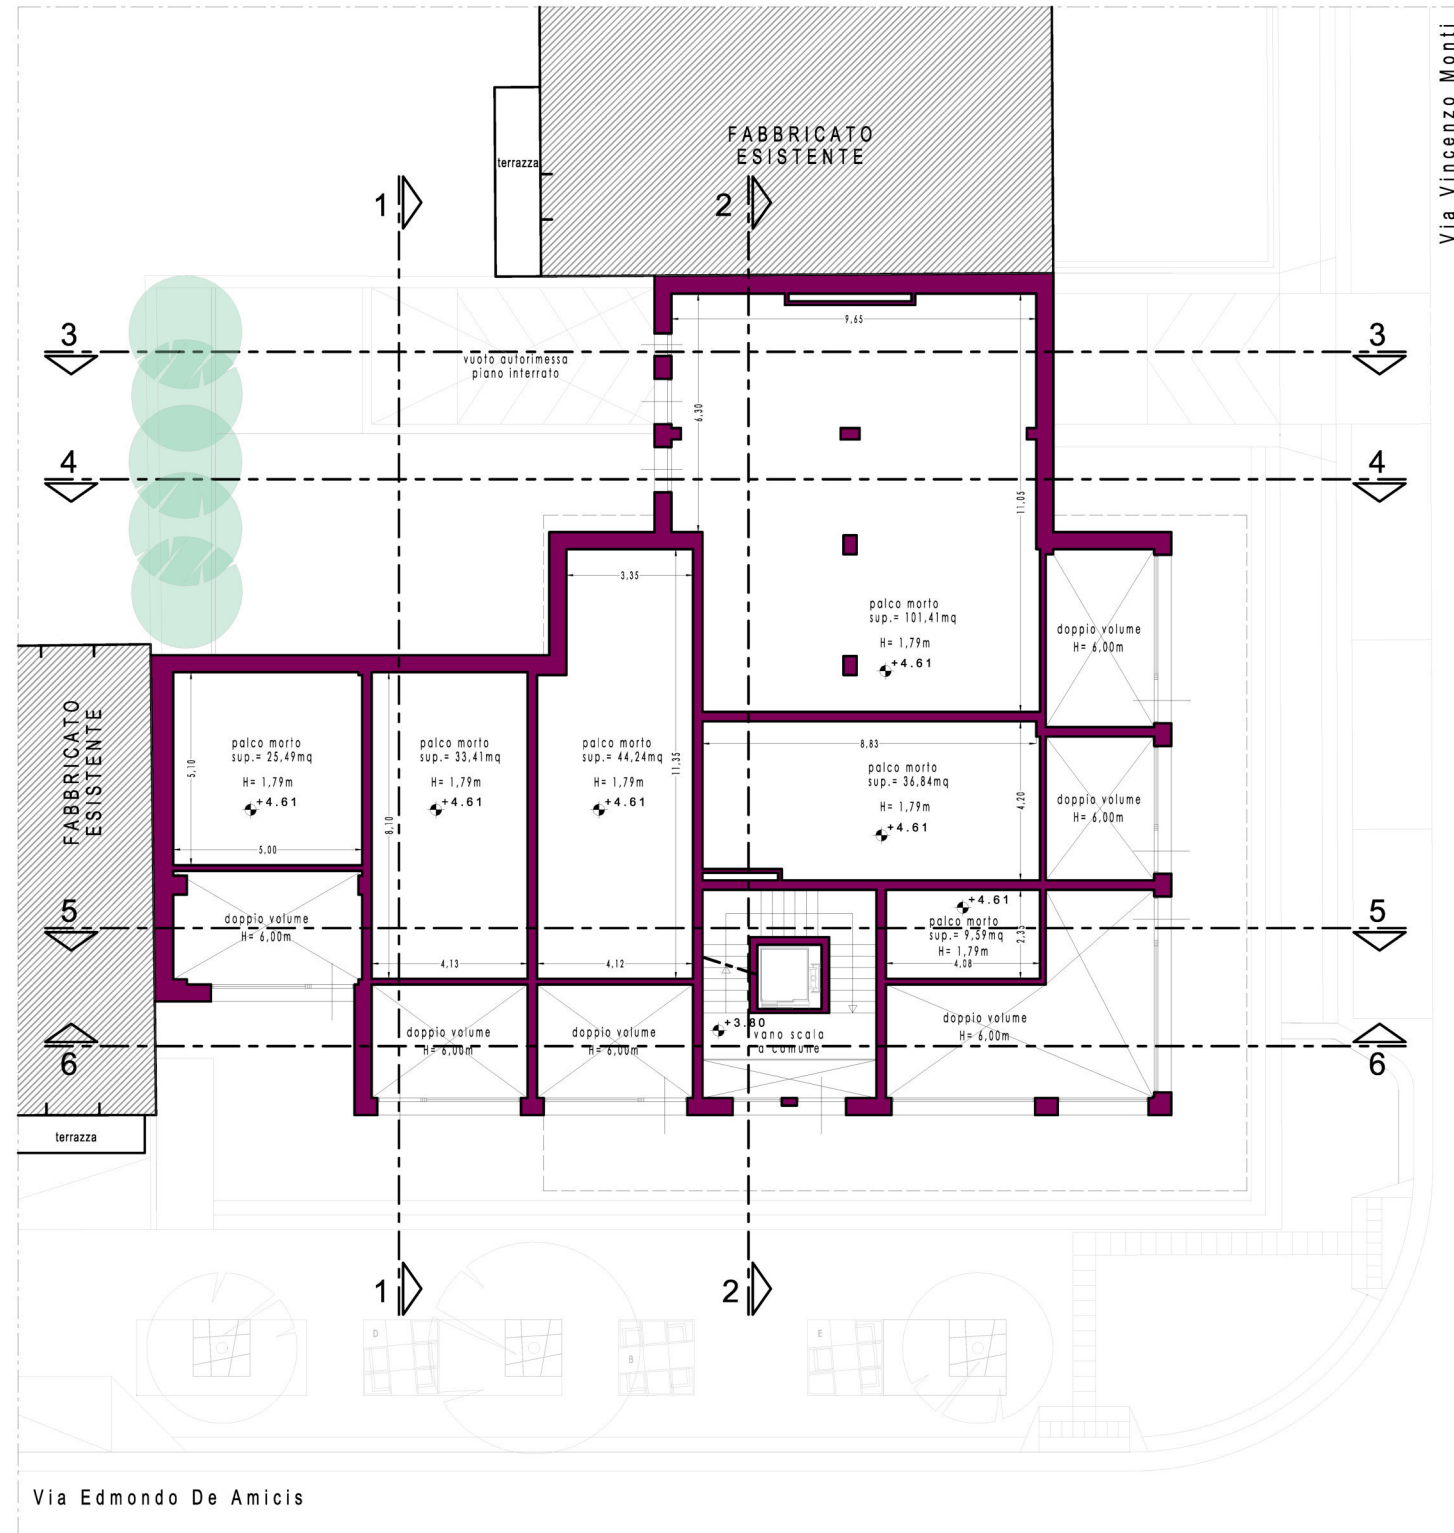 Via Vincenzo Monti
FABBRICATO
ESISTENTE
terrazza
1
2
9,65
3
3
vuoto autorimessa
piano interrato
6,30
4
4
11,05
3,35
palco morto
sup.= 101,41mq
H= 1,79m
+4.61
doppio volume
H= 6,00m
FABBRICATO
ESISTENTE
palco morto
sup.= 25,49mq
H= 1,79m
+4.61
5,10
5,00
palco morto
sup.= 33,41mq
H= 1,79m
+4.61
8,10
4,13
palco morto
sup.= 44,24mq
H= 1,79m
+4.61
11,35
4,12
8,83
palco morto
sup.= 36,84mq
H= 1,79m
+4.61
4,20
doppio volume
H= 6,00m
5
5
doppio volume
H= 6,00m
+4.61
palco morto
sup.= 9,59mq
H= 1,79m
2,35
4,08
doppio volume
H= 6,00m
doppio volume
H= 6,00m
+3.80
vano scala
a comune
doppio volume
H= 6,00m
6
6
terrazza
1
2
D
B
E
Via Edmondo De Amicis